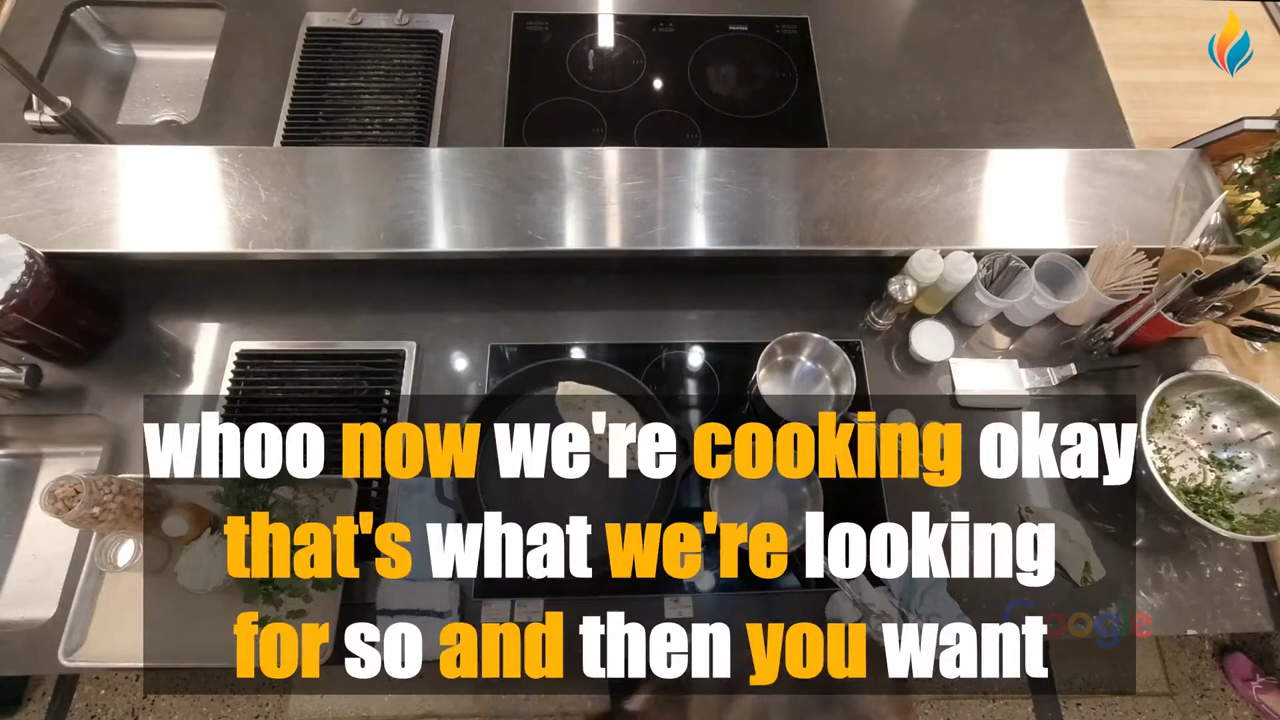 whoo now we're cooking okay
that's what we're looking
for so and then you want
Google